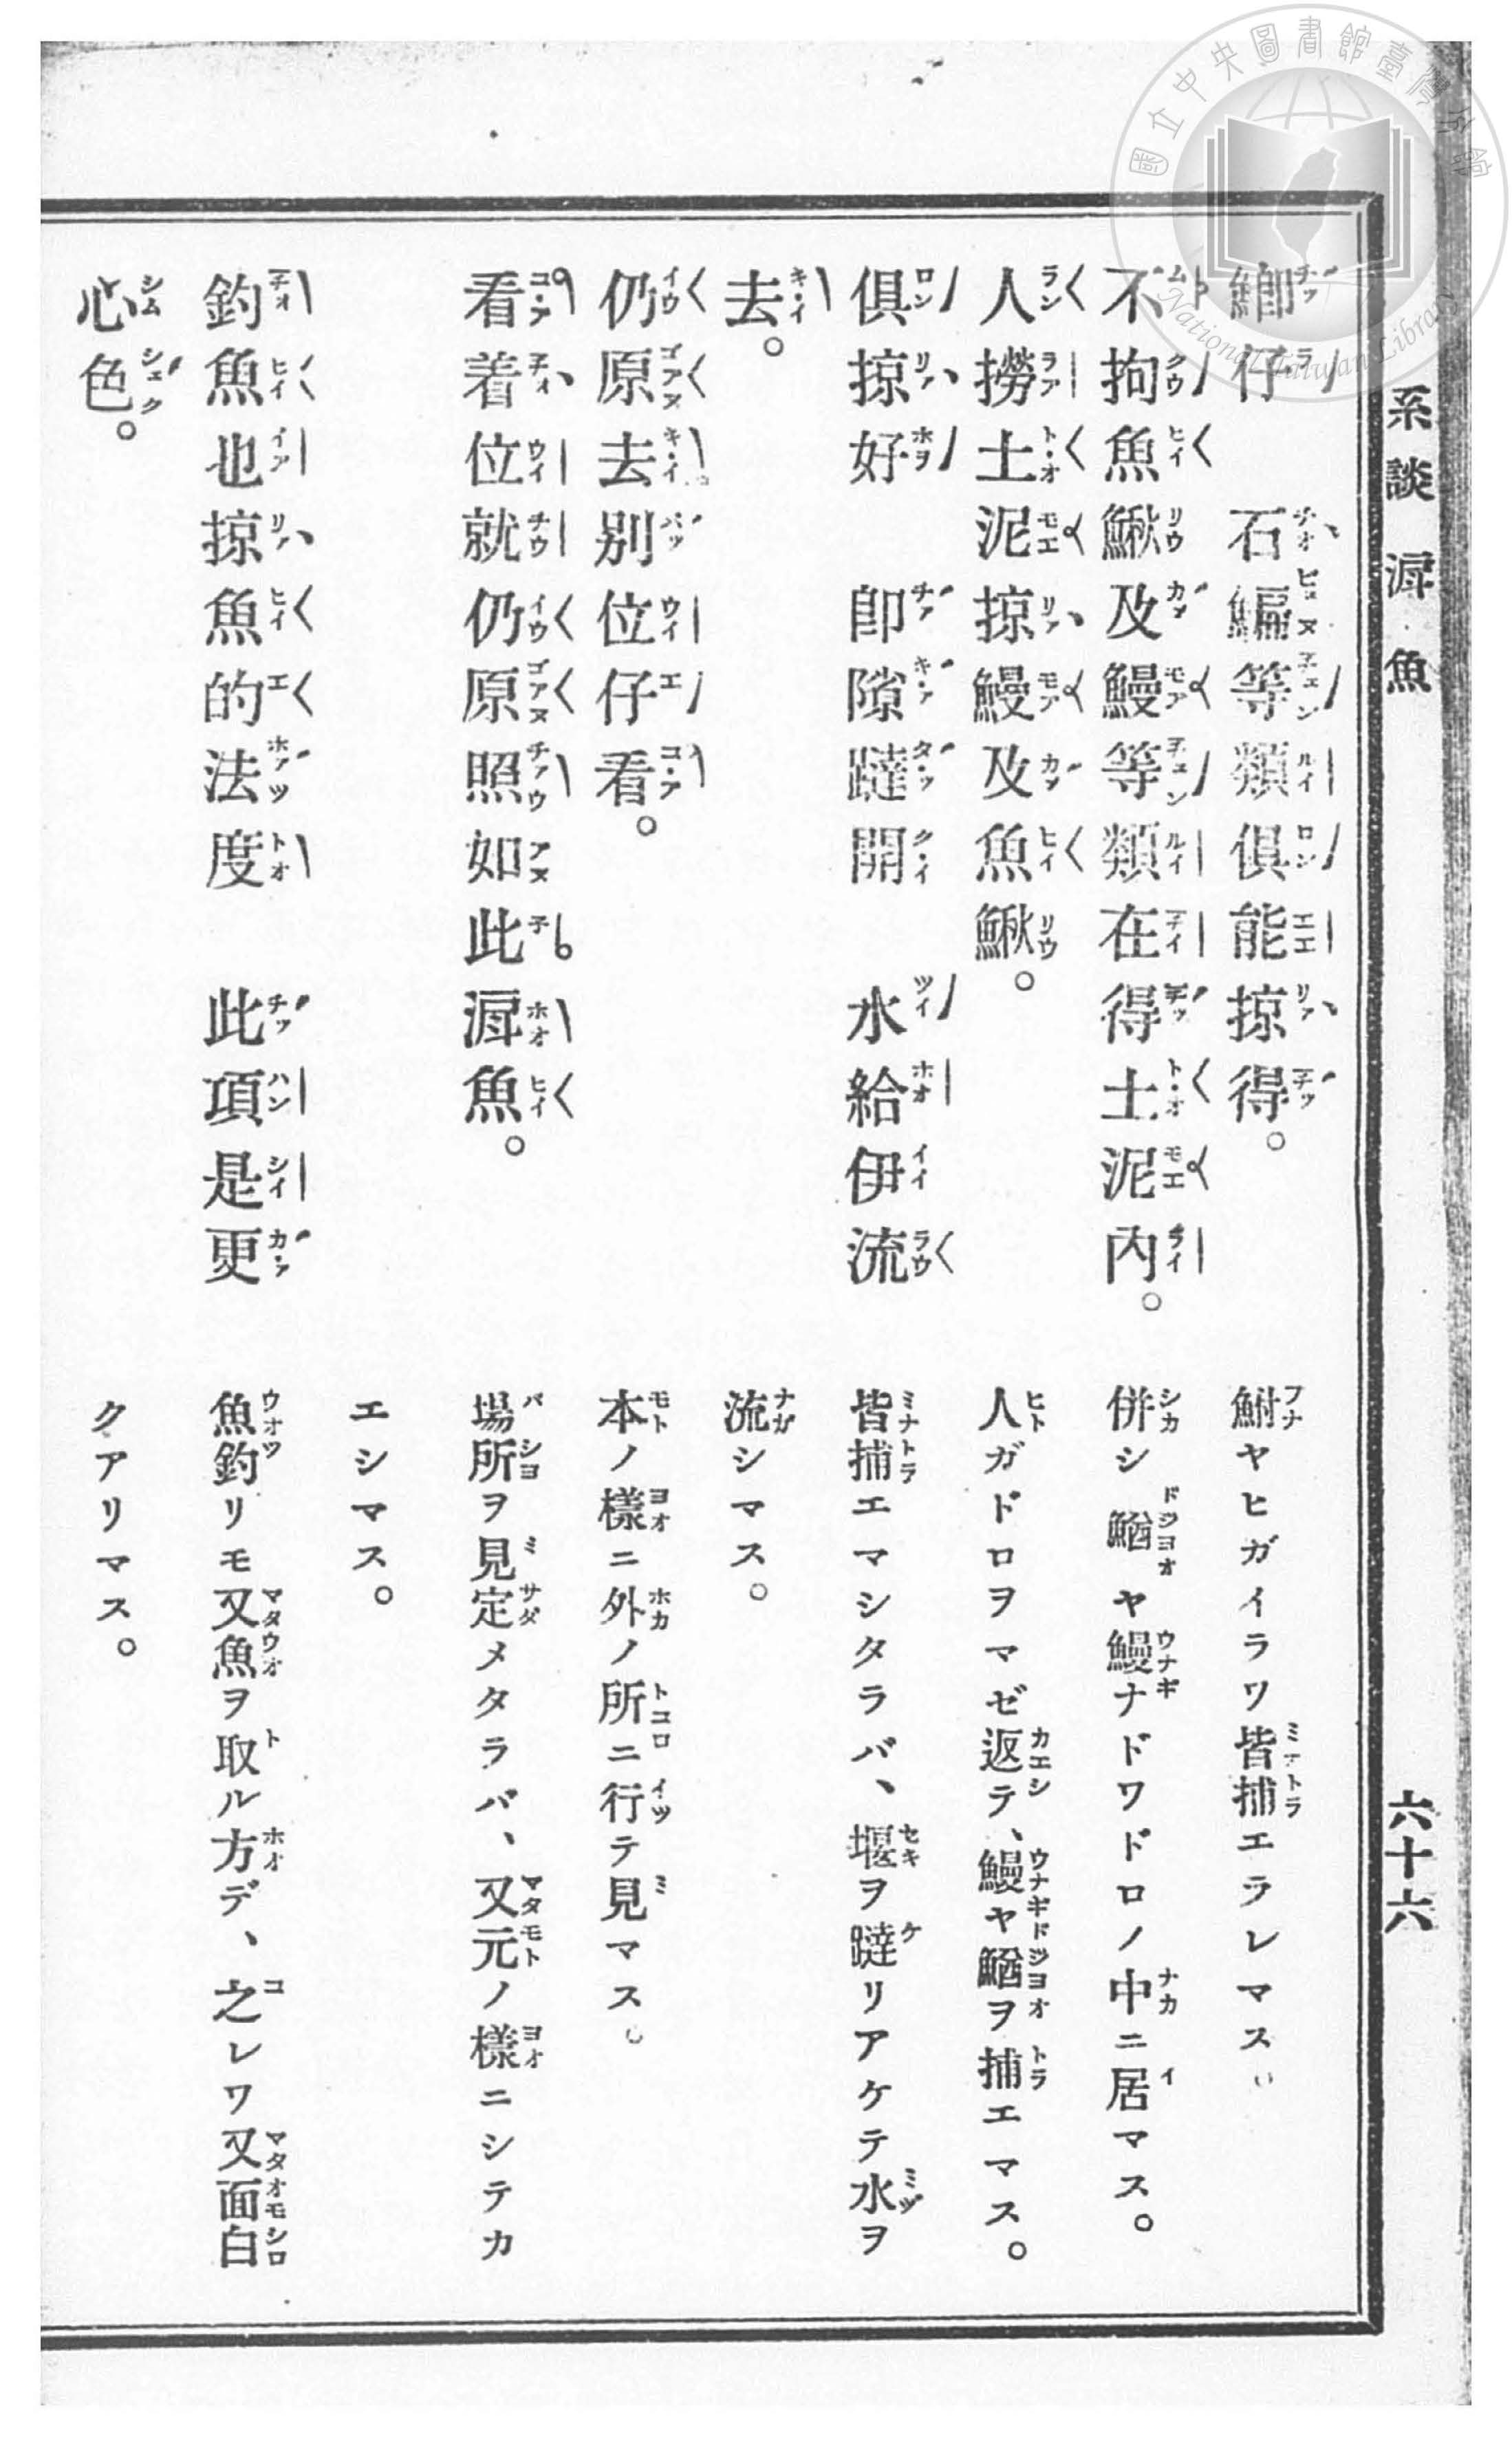 系談 㴙魚 六十六
鯽仔 石鯿等類俱能掠得。
不拘魚鰍及鰻等類在得土泥內。
人撈土泥掠鰻及魚鰍。
俱掠好 卽隙躂開 水給伊流
去。
仍原去別位仔看。
看着位就仍原照如此㴙魚。
釣魚也掠魚的法度 此項是更
心色。
鮒ヤヒガイラワ皆捕エラレマス。
併シ鰌ヤ鰻ナドワドロノ中ニ居マス。
人ガドロヲマゼ返テ、鰻ヤ鰌ヲ捕エマス。
皆捕エマシタラバ、堰ヲ躂リアケテ水ヲ
流シマス。
本ノ樣ニ外ノ所ニ行テ見マス。
場所ヲ見定メタラバ、又元ノ樣ニシテカ
エシマス。
魚釣リモ又魚ヲ取ル方デ、之レワ又面白
クアリマス。
國立中央圖書館臺灣分館
National Taiwan Library